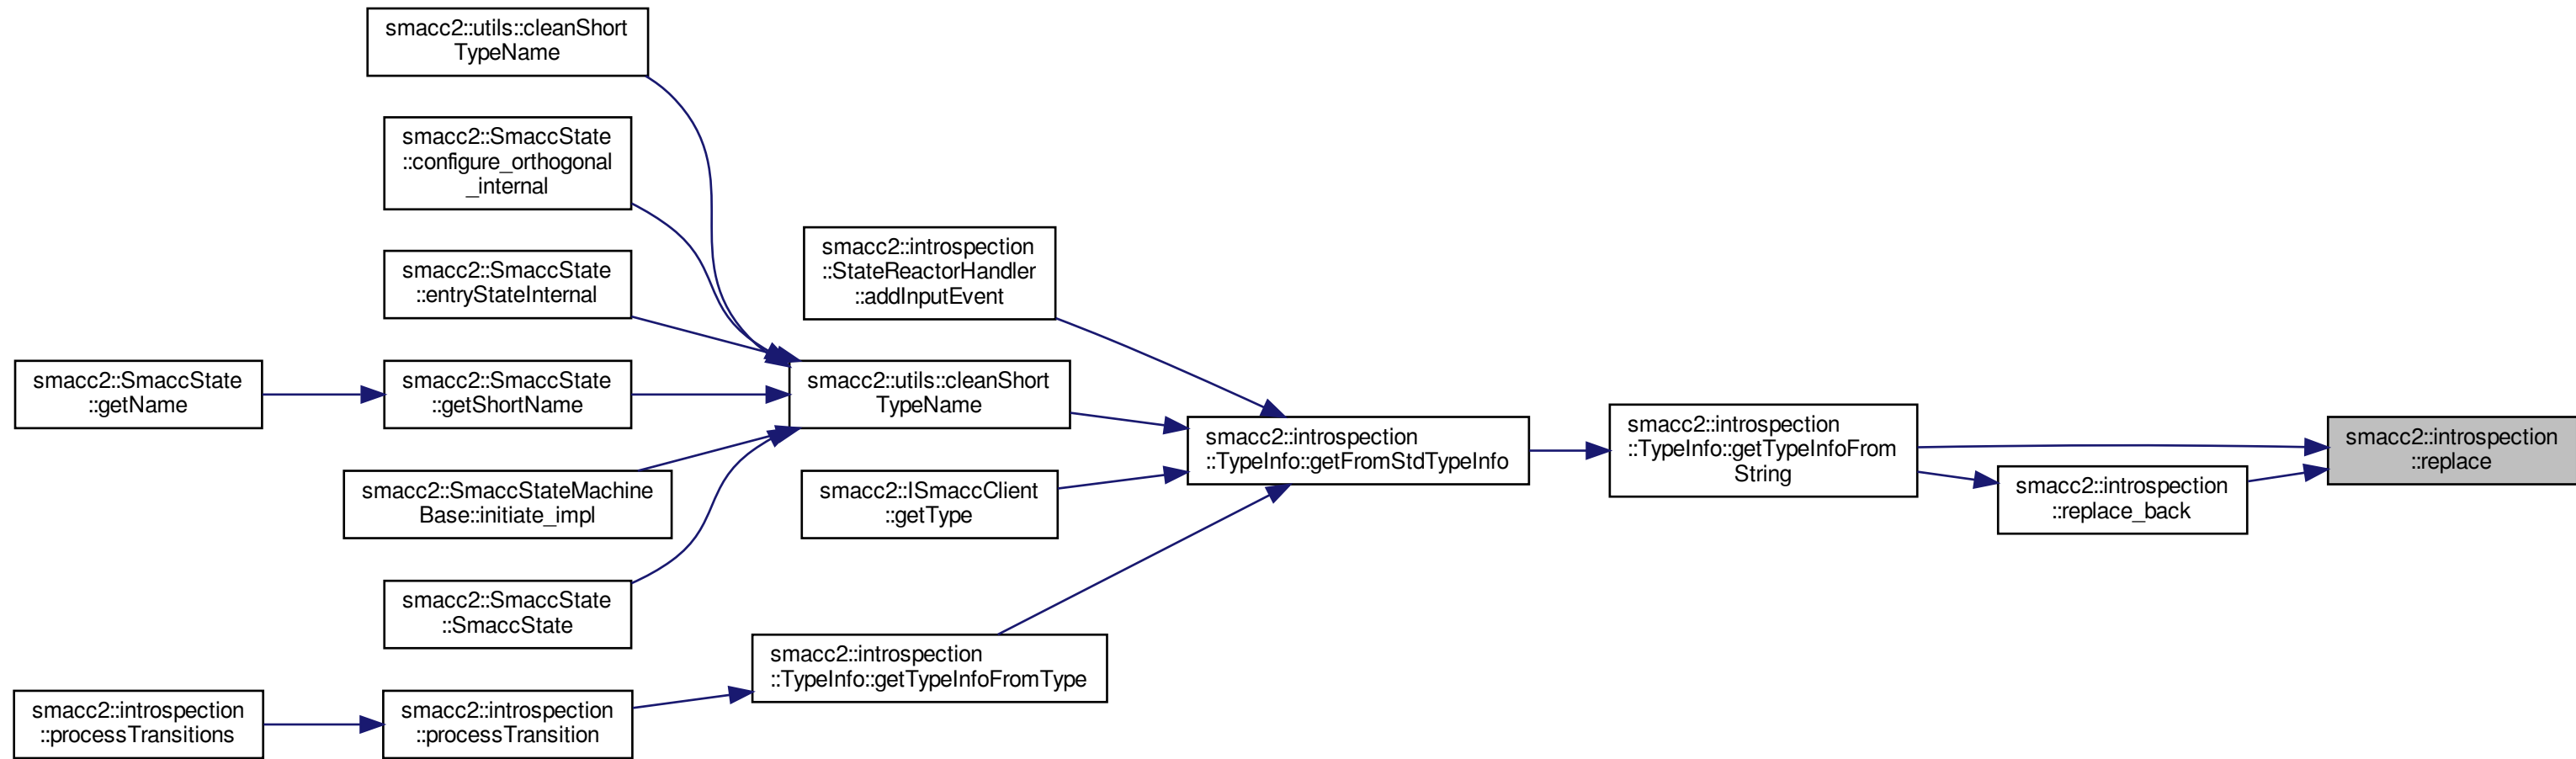 smacc2::utils::cleanShort
TypeName
smacc2::SmaccState
::configure_orthogonal
_internal
smacc2::SmaccState
::entryStateInternal
smacc2::SmaccState
::getName
smacc2::SmaccState
::getShortName
smacc2::SmaccStateMachine
Base::initiate_impl
smacc2::SmaccState
::SmaccState
smacc2::introspection
::processTransitions
smacc2::introspection
::processTransition
smacc2::introspection
::StateReactorHandler
::addInputEvent
smacc2::utils::cleanShort
TypeName
smacc2::ISmaccClient
::getType
smacc2::introspection
::TypeInfo::getTypeInfoFromType
smacc2::introspection
::TypeInfo::getFromStdTypeInfo
smacc2::introspection
::TypeInfo::getTypeInfoFrom
String
smacc2::introspection
::replace_back
smacc2::introspection
::replace